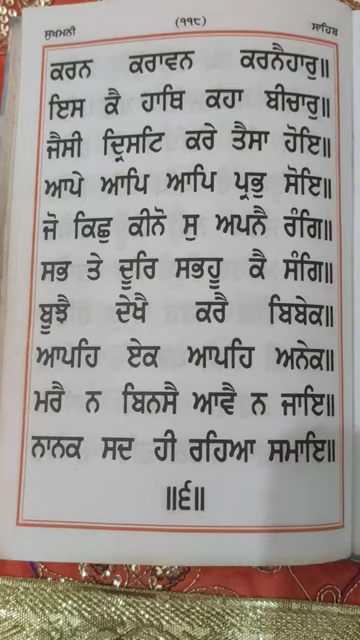 ਸੁਖਮਨੀ (੧੧੮) ਸਾਹਿਬ
ਕਰਨ ਕਰਾਵਨ ਕਰਨੈਹਾਰੁ॥
ਇਸ ਕੈ ਹਾਥਿ ਕਹਾ ਬੀਚਾਰੁ॥
ਜੈਸੀ ਦ੍ਰਿਸਟਿ ਕਰੇ ਤੈਸਾ ਹੋਇ॥
ਆਪੇ ਆਪਿ ਆਪਿ ਪ੍ਰਭੁ ਸੋਇ॥
ਜੋ ਕਿਛੁ ਕੀਨੋ ਸੁ ਅਪਨੈ ਰੰਗਿ॥
ਸਭ ਤੇ ਦੂਰਿ ਸਭਹੂ ਕੈ ਸੰਗਿ॥
ਬੂਝੈ ਦੇਖੈ ਕਰੈ ਬਿਬੇਕ॥
ਆਪਹਿ ਏਕ ਆਪਹਿ ਅਨੇਕ॥
ਮਰੈ ਨ ਬਿਨਸੈ ਆਵੈ ਨ ਜਾਇ॥
ਨਾਨਕ ਸਦ ਹੀ ਰਹਿਆ ਸਮਾਇ॥
॥੬॥